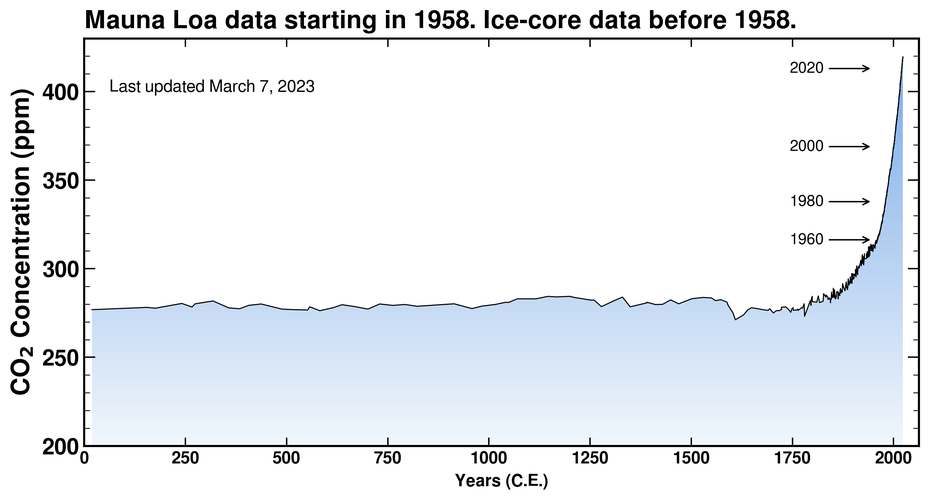 Mauna Loa data starting in 1958. Ice-core data before 1958.
Last updated March 7, 2023
2020
2000
1980
1960
CO₂ Concentration (ppm)
400
350
300
250
200
0 250 500 750 1000 1250 1500 1750 2000
Years (C.E.)